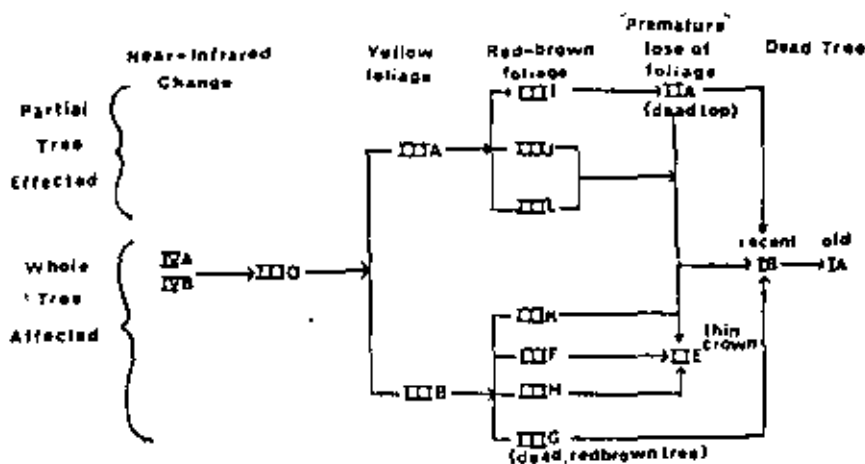 "Premature"
Near-Infrared Yellow Red-brown loss of Dead Tree
Change foliage foliage foliage
Partial
Tree
Effected
IIII IIA
(dead top)
IIIA IIIJ
IIIL
recent old
Whole
Tree
Affected
IVA
IVB
IIIO
IB IA
IIIK
thin
crown
IIIF IIE
IIIB IIIH
IIIG
(dead, redbrown tree)